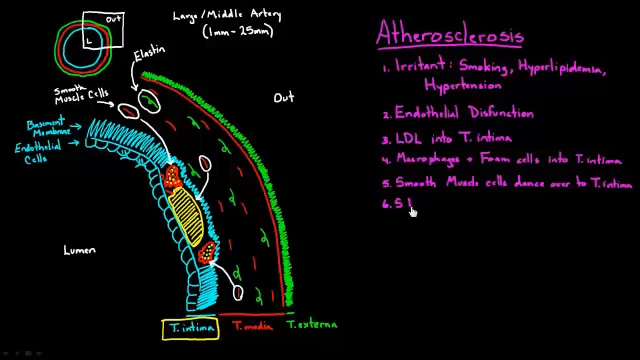 Large/Middle Artery
(1mm - 25mm)
Out
L
Elastin
Smooth
Muscle Cells
Basement
Membrane
Endothelial
Cells
Out
Lumen
T. intima
T. media
T. externa
Atherosclerosis
1. Irritant: Smoking, Hyperlipidemia,
Hypertension
2. Endothelial Disfunction
3. LDL into T. intima
4. Macrophages + Foam cells into T. intima
5. Smooth Muscle cells dance over to T. intima
6. S